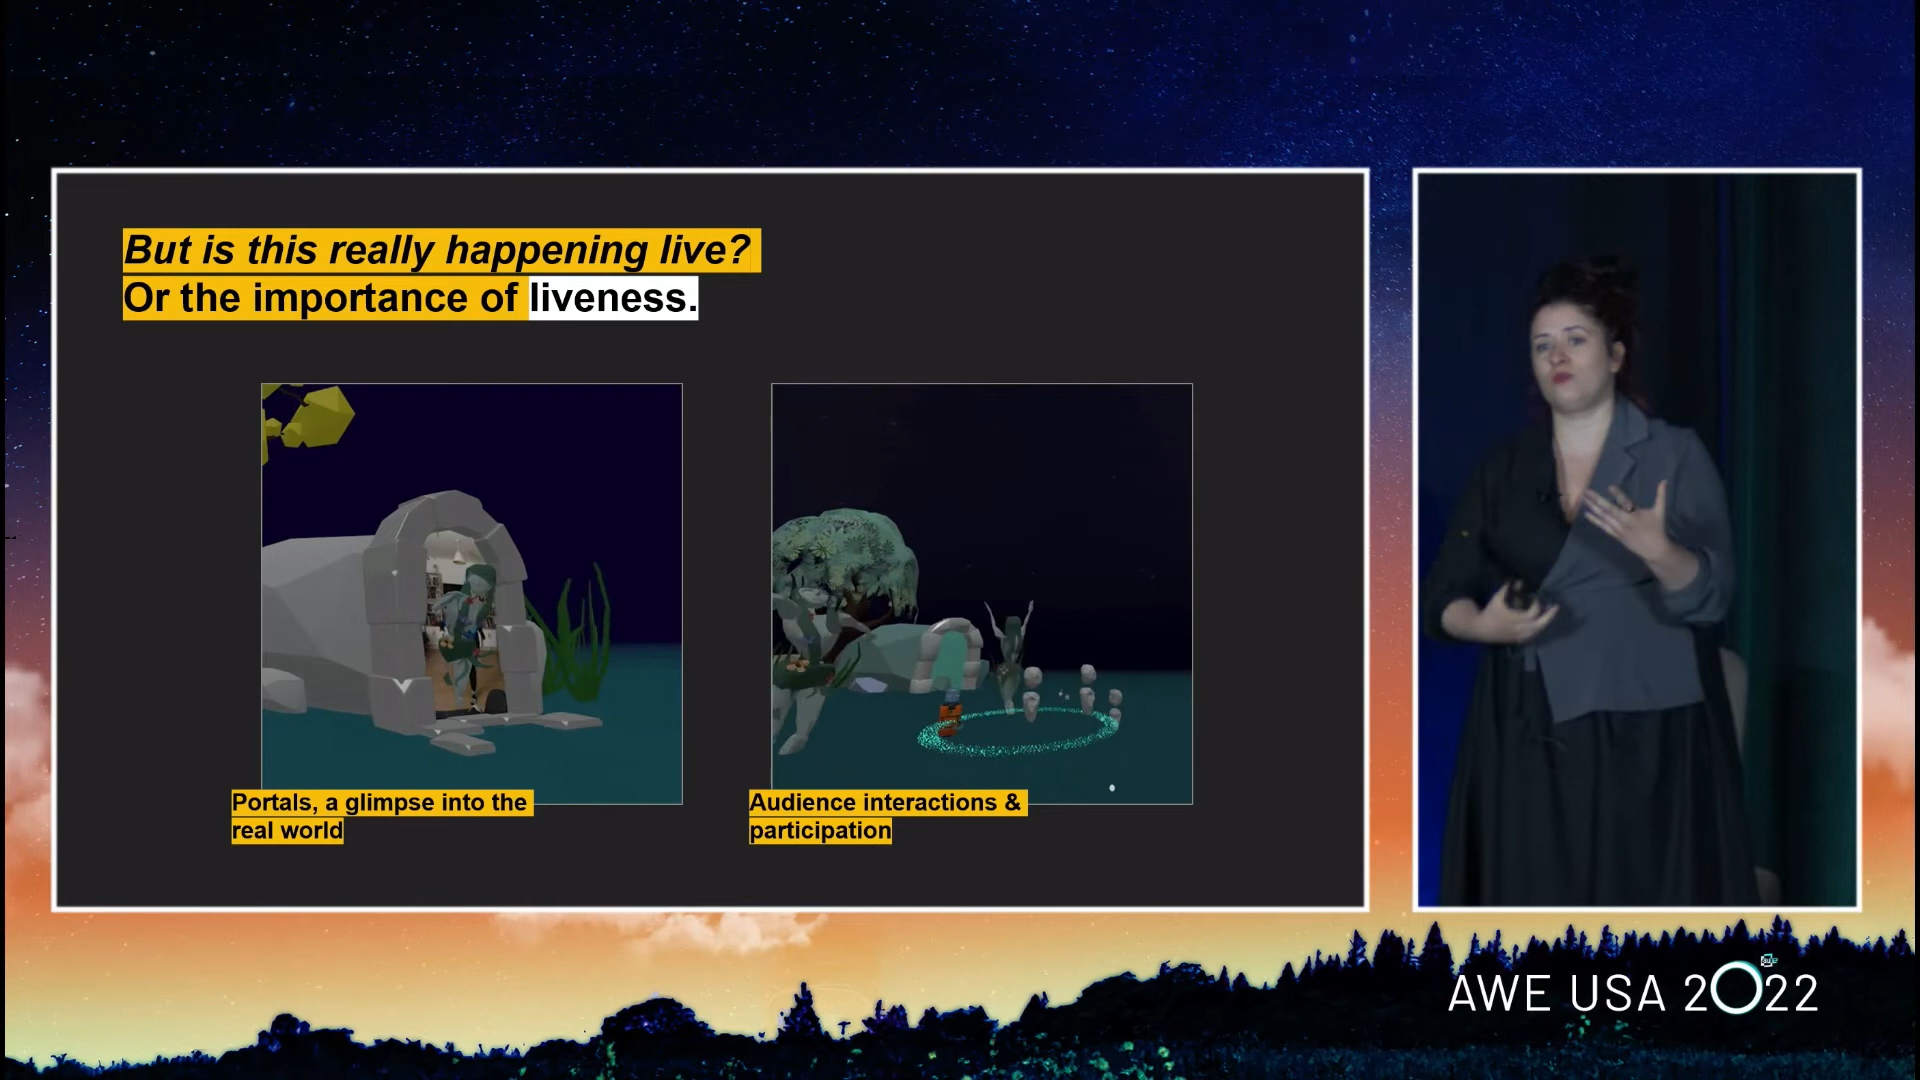 But is this really happening live?
Or the importance of liveness.
Portals, a glimpse into the
real world
Audience interactions &
participation
AWE USA 2022